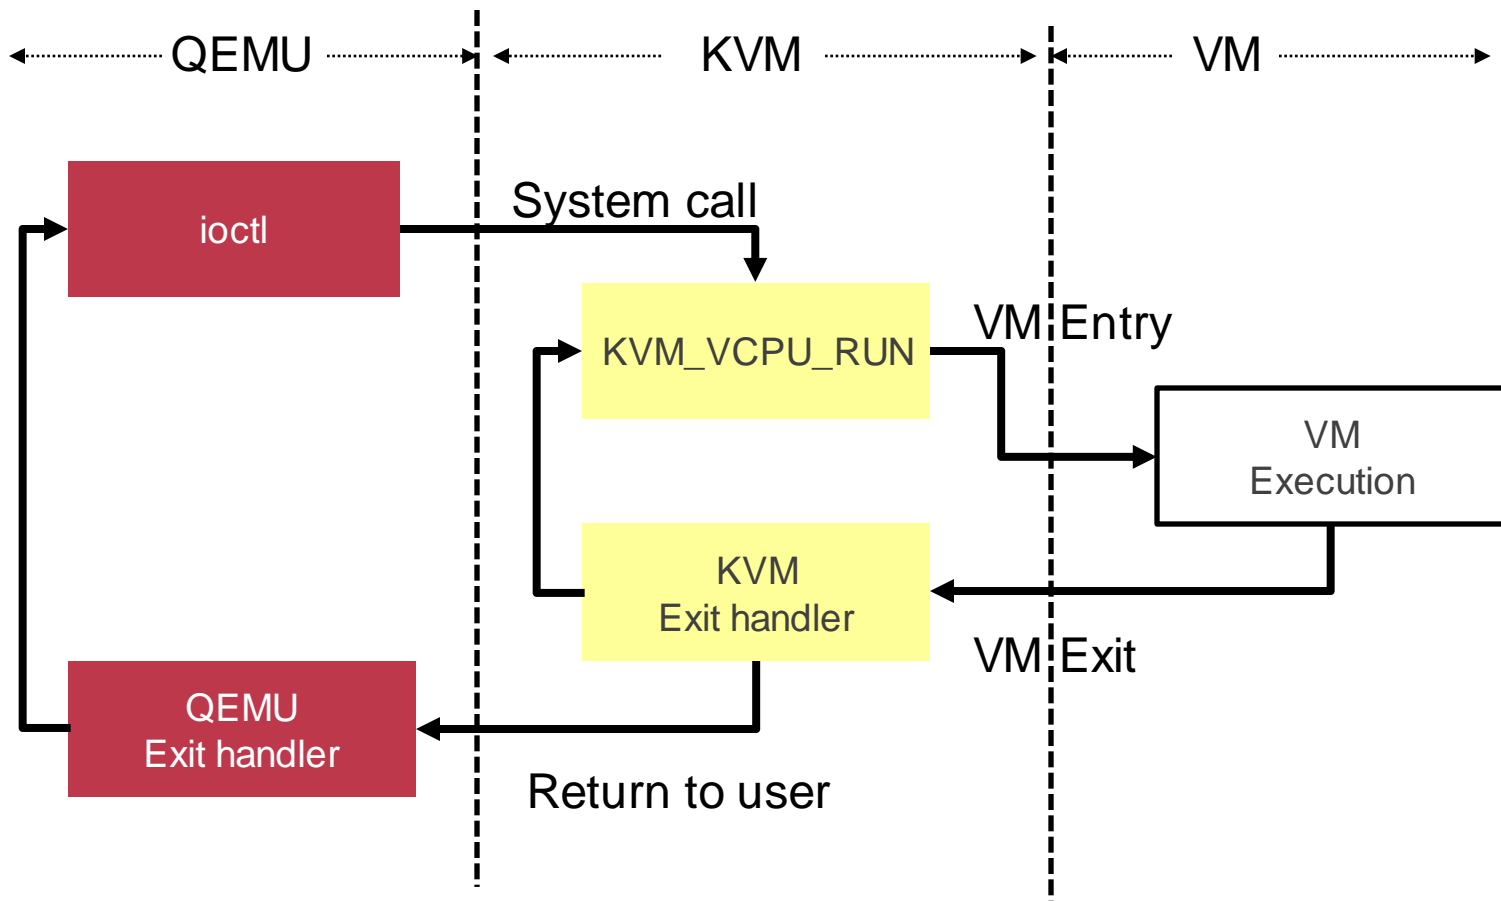 QEMU
KVM
VM
System call
ioctl
VM Entry
KVM_VCPU_RUN
VM
Execution
KVM
Exit handler
VM Exit
QEMU
Exit handler
Return to user